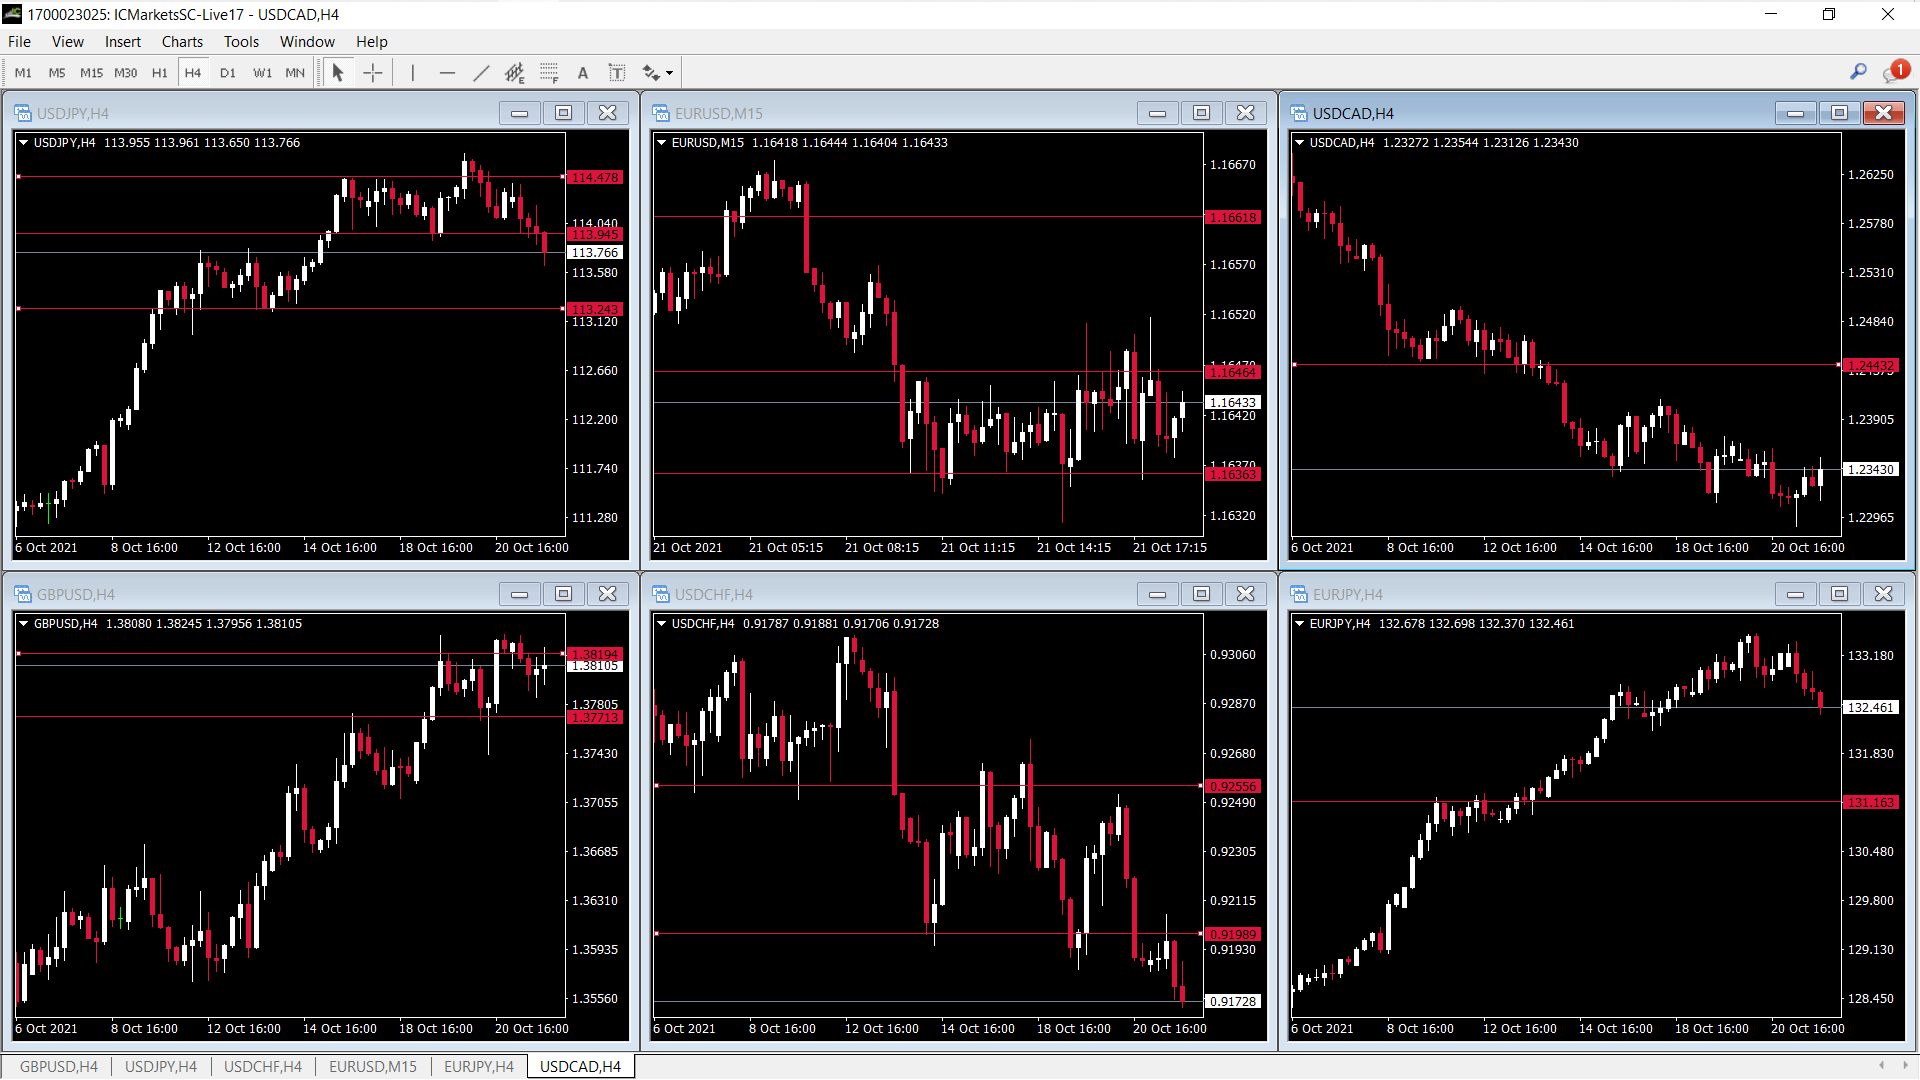 1700023025: ICMarketsSC-Live17 - USDCAD,H4
File View Insert Charts Tools Window Help
M1 M5 M15 M30 H1 H4 D1 W1 MN E F A T 1
USDJPY,H4
USDJPY,H4 113.955 113.961 113.650 113.766
114.478
114.040
113.945
113.766
113.580
113.243
113.120
112.660
112.200
111.740
111.280
6 Oct 2021 8 Oct 16:00 12 Oct 16:00 14 Oct 16:00 18 Oct 16:00 20 Oct 16:00
EURUSD,M15
EURUSD,M15 1.16418 1.16444 1.16404 1.16433
1.16670
1.16618
1.16570
1.16520
1.16470
1.16464
1.16433
1.16420
1.16370
1.16363
1.16320
21 Oct 2021 21 Oct 05:15 21 Oct 08:15 21 Oct 11:15 21 Oct 14:15 21 Oct 17:15
USDCAD,H4
USDCAD,H4 1.23272 1.23544 1.23126 1.23430
1.26250
1.25780
1.25310
1.24840
1.24432
1.24375
1.23905
1.23430
1.22965
6 Oct 2021 8 Oct 16:00 12 Oct 16:00 14 Oct 16:00 18 Oct 16:00 20 Oct 16:00
GBPUSD,H4
GBPUSD,H4 1.38080 1.38245 1.37956 1.38105
1.38194
1.38105
1.37805
1.37713
1.37430
1.37055
1.36685
1.36310
1.35935
1.35560
6 Oct 2021 8 Oct 16:00 12 Oct 16:00 14 Oct 16:00 18 Oct 16:00 20 Oct 16:00
USDCHF,H4
USDCHF,H4 0.91787 0.91881 0.91706 0.91728
0.93060
0.92870
0.92680
0.92556
0.92490
0.92305
0.92115
0.91989
0.91930
0.91728
6 Oct 2021 8 Oct 16:00 12 Oct 16:00 14 Oct 16:00 18 Oct 16:00 20 Oct 16:00
EURJPY,H4
EURJPY,H4 132.678 132.698 132.370 132.461
133.180
132.461
131.830
131.163
130.480
129.800
129.130
128.450
6 Oct 2021 8 Oct 16:00 12 Oct 16:00 14 Oct 16:00 18 Oct 16:00 20 Oct 16:00
GBPUSD,H4 USDJPY,H4 USDCHF,H4 EURUSD,M15 EURJPY,H4 USDCAD,H4